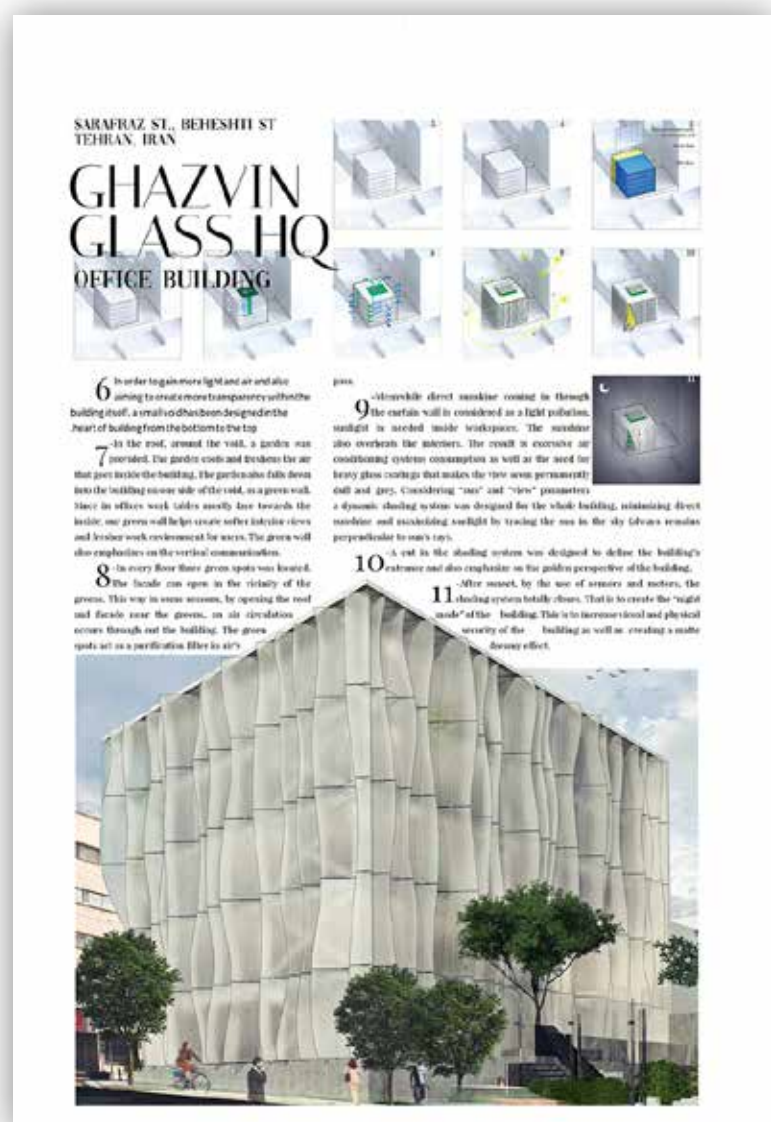 SARAFRAZ ST., BEHESHTI ST
TEHRAN, IRAN
GHAZVIN
GLASS HQ
OFFICE BUILDING
3
4
8
9
10
6 In order to gain more light and air and also
aiming to create more transparency within the
building itself, a small void has been designed in the
.heart of building from the bottom to the top
7 -In the roof, around the void, a garden was
provided. The garden cools and freshens the air
that goes inside the building. The garden also falls down
into the building on one side of the void, as a green wall.
Since in offices work tables mostly face towards the
inside, our green wall helps create softer interior views
and fresher work environment for users. The green wall
also emphasizes on the vertical communication.
8 -In every floor three green spots was located.
The facade can open in the vicinity of the
greens. This way in some seasons, by opening the roof
and facade near the greens, an air circulation
occurs through out the building. The green
spots act as a purification filter in air's
pass.
9 -Meanwhile direct sunshine coming in through
the curtain wall is considered as a light pollution,
sunlight is needed inside workspaces. The sunshine
also overheats the interiors. The result is excessive air
conditioning systems consumption as well as the need for
heavy glass coatings that makes the view seem permanently
dull and grey. Considering "sun" and "view" parameters
a dynamic shading system was designed for the whole building, minimizing direct
sunshine and maximizing sunlight by tracing the sun in the sky (always remains
perpendicular to sun's rays.
10 -A cut in the shading system was designed to define the building's
entrance and also emphasize on the golden perspective of the building.
11 -After sunset, by the use of sensors and meters, the
shading system totally closes. That is to create the "night
mode" of the building. This is to increase visual and physical
security of the building as well as creating a matte
dreamy effect.
11